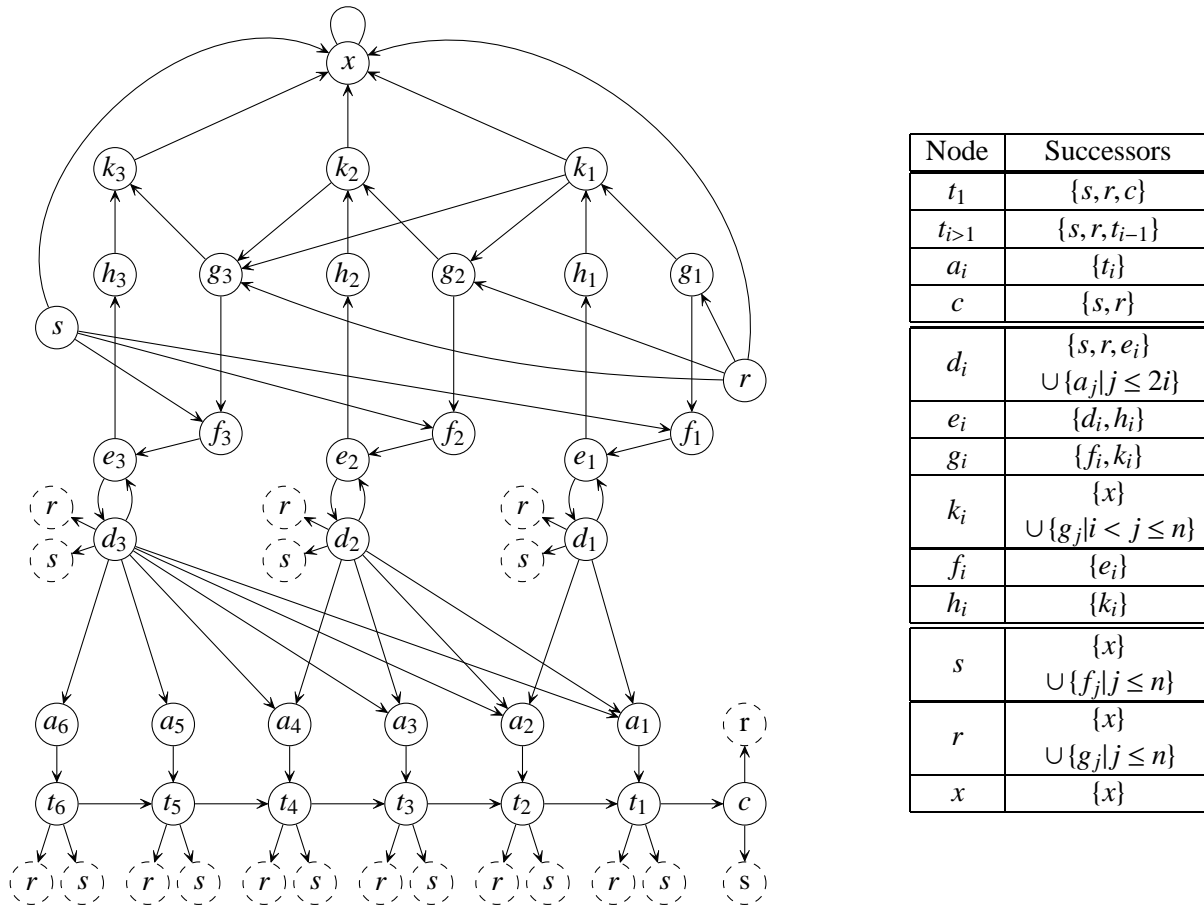 x
k₃ k₂ k₁
h₃ g₃ h₂ g₂ h₁ g₁
s
r
f₃ f₂ f₁
e₃ e₂ e₁
r r r
d₃ d₂ d₁
s s s
a₆ a₅ a₄ a₃ a₂ a₁ r
t₆ t₅ t₄ t₃ t₂ t₁ c
r s r s r s r s r s r s s
Node Successors
t₁ {s, r, c}
tᵢ>₁ {s, r, tᵢ₋₁}
aᵢ {tᵢ}
c {s, r}
dᵢ {s, r, eᵢ}
∪ {aⱼ|j ≤ 2i}
eᵢ {dᵢ, hᵢ}
gᵢ {fᵢ, kᵢ}
kᵢ {x}
∪ {gⱼ|i < j ≤ n}
fᵢ {eᵢ}
hᵢ {kᵢ}
s {x}
∪ {fⱼ|j ≤ n}
r {x}
∪ {gⱼ|j ≤ n}
x {x}